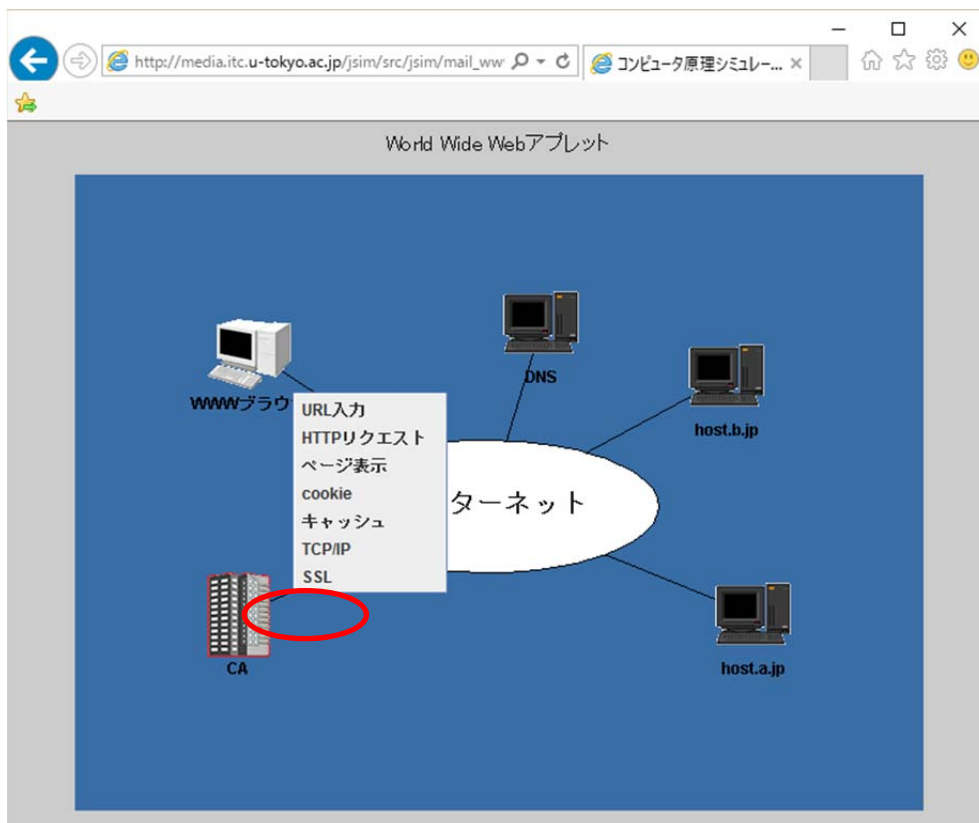 http://media.itc.u-tokyo.ac.jp/jsim/src/jsim/mail_ww
コンピュータ原理シミュレー...
World Wide Webアプレット
DNS
WWWブラウ
host.b.jp
URL入力
HTTPリクエスト
ページ表示
cookie
キャッシュ
TCP/IP
SSL
ターネット
CA
host.a.jp